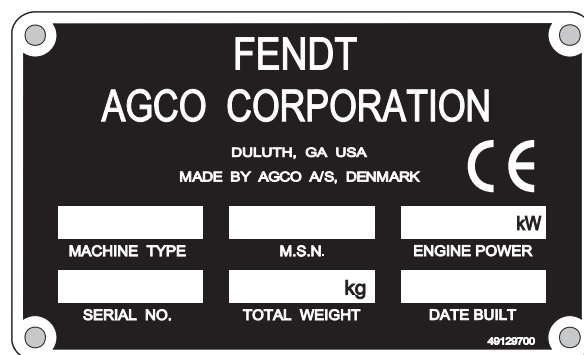 FENDT
AGCO CORPORATION
DULUTH, GA USA
MADE BY AGCO A/S, DENMARK
CE
kW
MACHINE TYPE M.S.N. ENGINE POWER
kg
SERIAL NO. TOTAL WEIGHT DATE BUILT
49129700